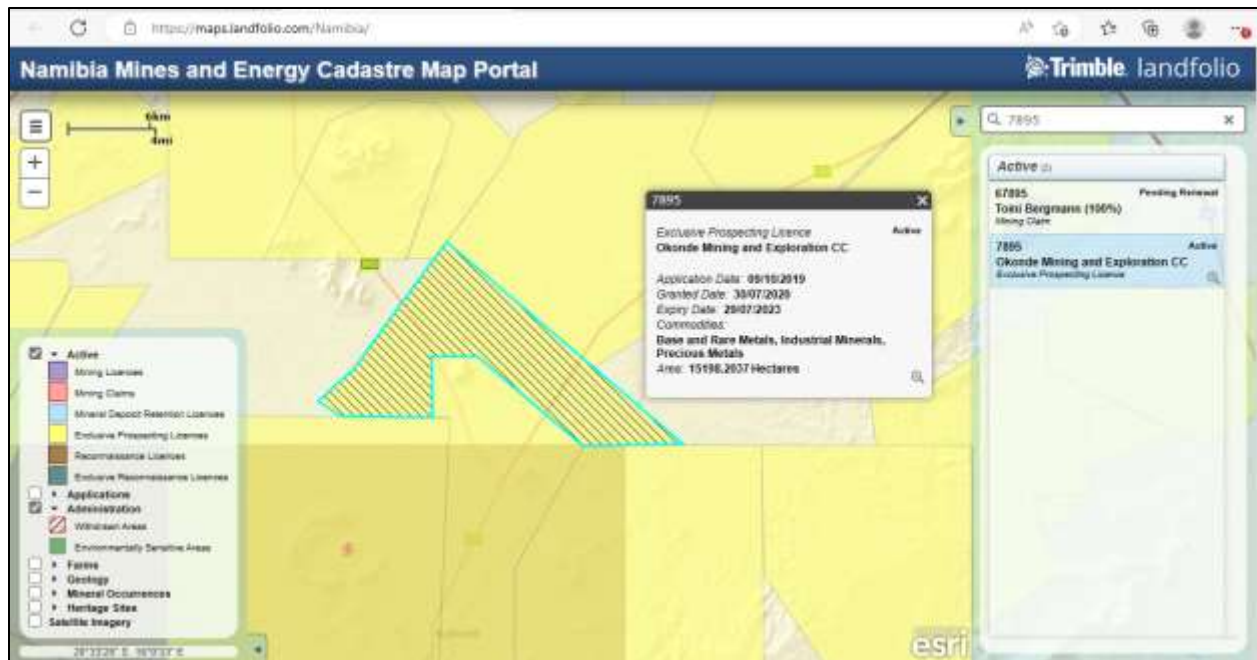 https://maps.landfolio.com/Namibia/
Namibia Mines and Energy Cadastre Map Portal
Trimble landfolio
6km
4mi
+
−
7895
Active (2)
67895 Pending Renewal
Toini Bergmann (100%)
Mining Claim
7895 Active
Okonde Mining and Exploration CC
Exclusive Prospecting Licence
7895
Exclusive Prospecting Licence Active
Okonde Mining and Exploration CC
Application Date: 09/10/2019
Granted Date: 30/07/2020
Expiry Date: 29/07/2023
Commodities:
Base and Rare Metals, Industrial Minerals,
Precious Metals
Area: 15198.2037 Hectares
Active
Mining Licences
Mining Claims
Mineral Deposit Retention Licences
Exclusive Prospecting Licences
Reconnaissance Licences
Exclusive Reconnaissance Licences
Applications
Administration
Withdrawn Areas
Environmentally Sensitive Areas
Farms
Geology
Mineral Occurrences
Heritage Sites
Satellite Imagery
esri